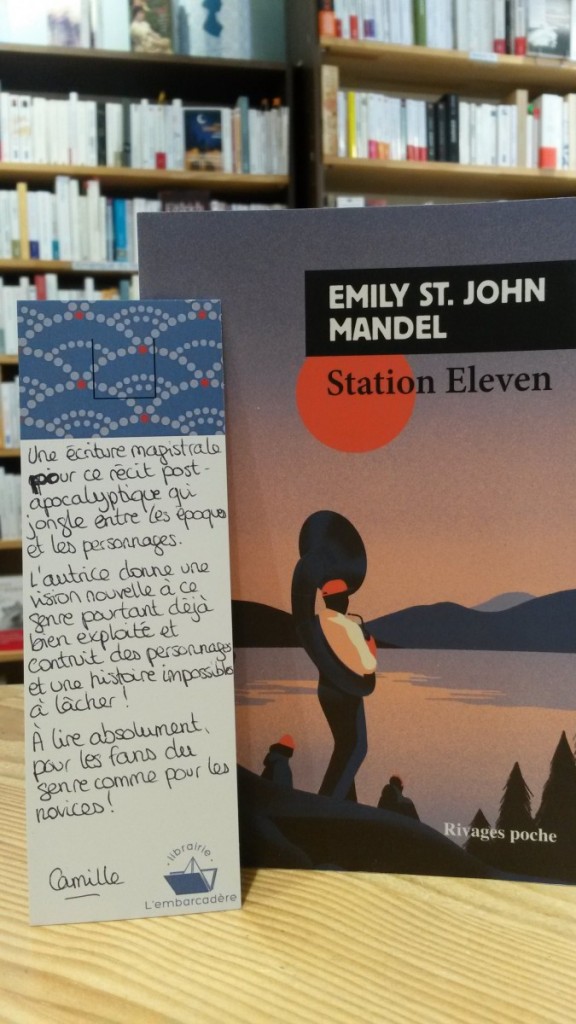 EMILY ST. JOHN
MANDEL
Station Eleven
Rivages poche
Une écriture magistrale
pour ce récit post-
apocalyptique qui
jongle entre les époques
et les personnages.
L'autrice donne une
vision nouvelle à ce
genre pourtant déjà
bien exploité et
contruit des personnages
et une histoire impossible
à lâcher !
À lire absolument,
pour les fans du
genre comme pour les
novices !
Camille
librairie
L'embarcadère